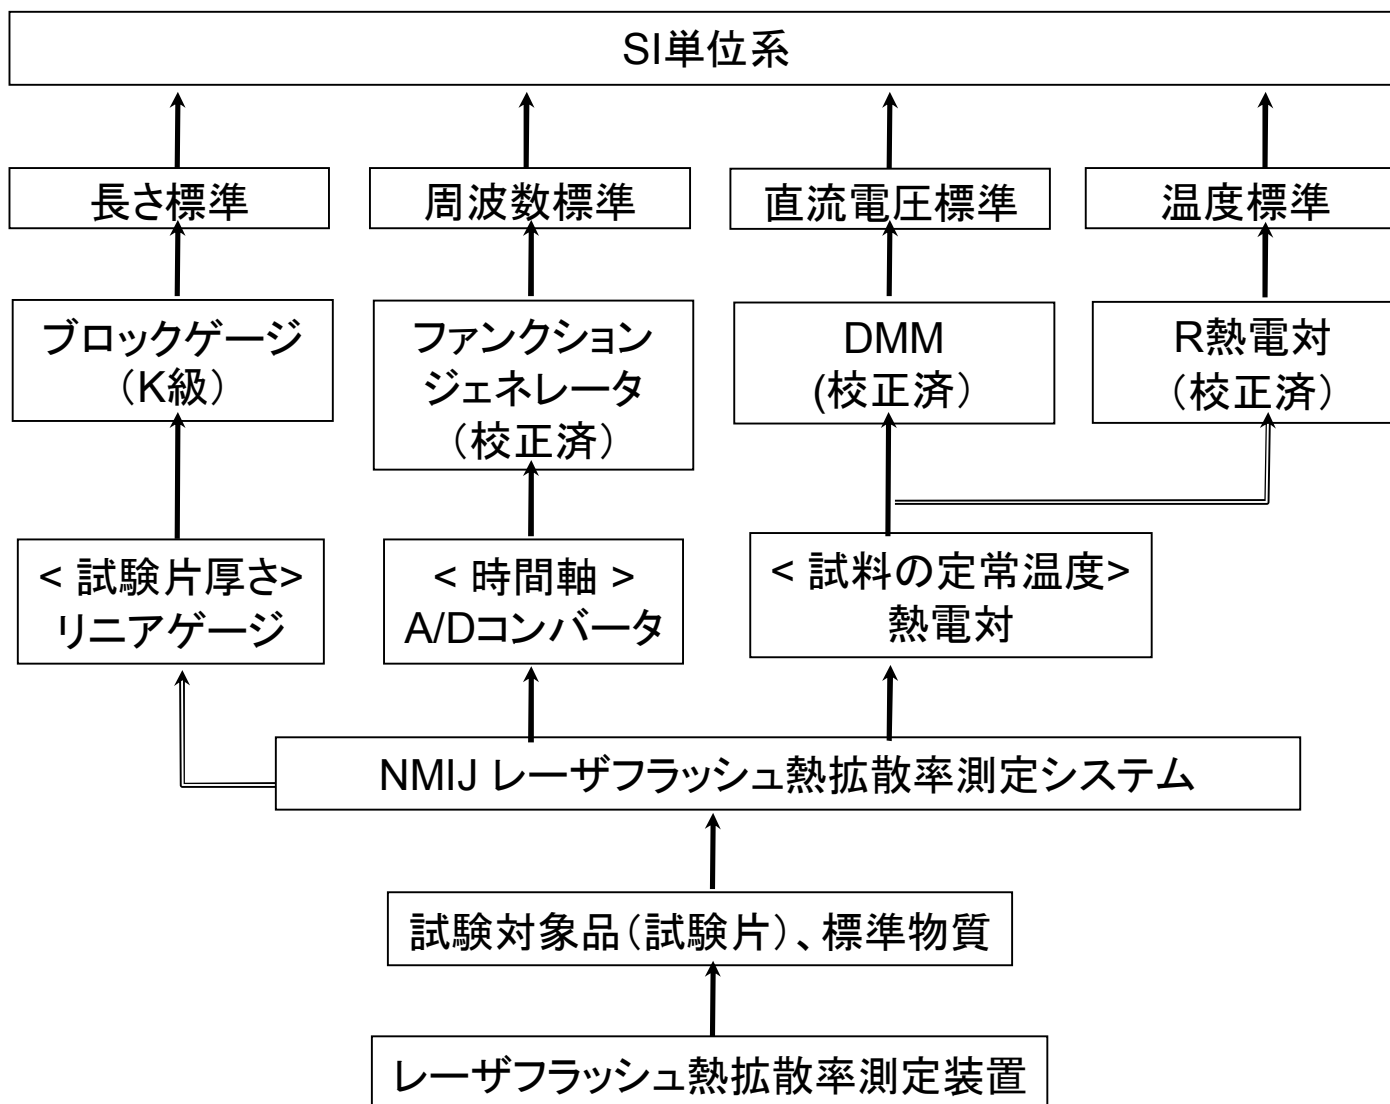 SI単位系
長さ標準
周波数標準
直流電圧標準
温度標準
ブロックゲージ
（K級）
ファンクション
ジェネレータ
（校正済）
DMM
(校正済）
R熱電対
（校正済）
< 試験片厚さ>
リニアゲージ
< 時間軸 >
A/Dコンバータ
< 試料の定常温度>
熱電対
NMIJ レーザフラッシュ熱拡散率測定システム
試験対象品（試験片）、標準物質
レーザフラッシュ熱拡散率測定装置